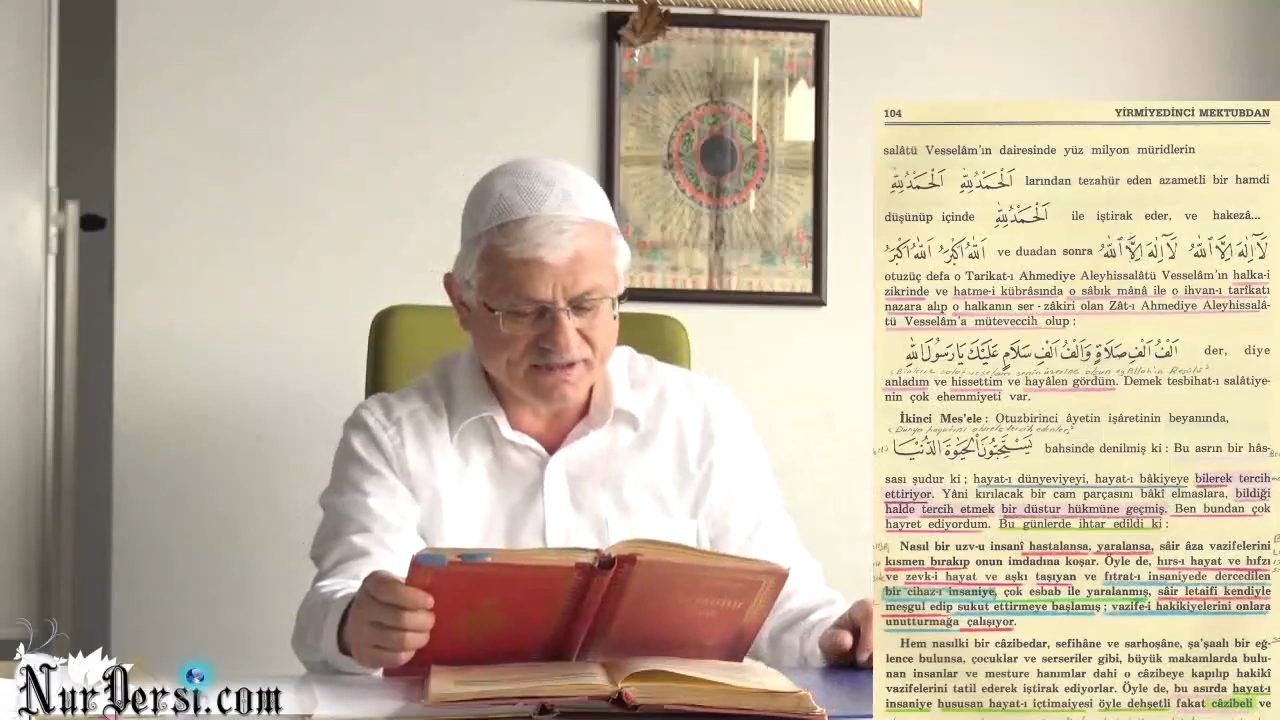 104 YİRMİYEDİNCİ MEKTUBDAN
salâtü Vesselâm'ın dairesinde yüz milyon müridlerin
اَلْحَمْدُ لِلّٰهِ اَلْحَمْدُ لِلّٰهِ larından tezahür eden azametli bir hamdi
düşünüp içinde اَلْحَمْدُ لِلّٰهِ ile iştirak eder, ve hakezâ...
اَللّٰهُ اَكْبَرُ اَللّٰهُ اَكْبَرُ ve duadan sonra لَٓا اِلٰهَ اِلَّا اللّٰهُ لَٓا اِلٰهَ اِلَّا اللّٰهُ
otuzüç defa o Tarikat-ı Ahmediye Aleyhissalâtü Vesselâm'ın halka-i
zikrinde ve hatme-i kübrâsında o sâbık mânâ ile o ihvan-ı tarîkatı
nazara alıp o halkanın ser-zâkiri olan Zât-ı Ahmediye Aleyhissalâ-
tü Vesselâm'a müteveccih olup :
اَلْفُ اَلْفِ صَلَاةٍ وَاَلْفُ اَلْفِ سَلَامٍ عَلَيْكَ يَا رَسُولَ اللّٰهِ der, diye
anladım ve hissettim ve hayâlen gördüm. Demek tesbihat-ı salâtiye-
nin çok ehemmiyeti var.
İkinci Mes'ele : Otuzbirinci âyetin işâretinin beyanında,
يَسْتَحِبُّونَ الْحَيٰوةَ الدُّنْيَا bahsinde denilmiş ki : Bu asrın bir hâs-
sası şudur ki ; hayat-ı dünyeviyeyi, hayat-ı bâkiyeye bilerek tercih
ettiriyor. Yâni kırılacak bir cam parçasını bâkî elmaslara, bildiği
halde tercih etmek bir düstur hükmüne geçmiş. Ben bundan çok
hayret ediyordum. Bu günlerde ihtar edildi ki :
Nasıl bir uzv-u insanî hastalansa, yaralansa, sâir âza vazifelerini
kısmen bırakıp onun imdadına koşar. Öyle de, hırs-ı hayat ve hıfzı
ve zevk-i hayat ve aşkı taşıyan ve fıtrat-ı insaniyede dercedilen
bir cihaz-ı insaniye, çok esbab ile yaralanmış, sâir letaifi kendiyle
meşgul edip sukut ettirmeye başlamış ; vazife-i hakikiyelerini onlara
unutturmağa çalışıyor.
Hem nasılki bir câzibedar, sefihâne ve sarhoşâne, şa'şaalı bir eğ-
lence bulunsa, çocuklar ve serseriler gibi, büyük makamlarda bulu-
nan insanlar ve mesture hanımlar dahi o câzibeye kapılıp hakikî
vazifelerini tatil ederek iştirak ediyorlar. Öyle de, bu asırda hayat-ı
insaniye hususan hayat-ı içtimaiyesi öyle dehşetli fakat câzibeli ve
NurDersi.com